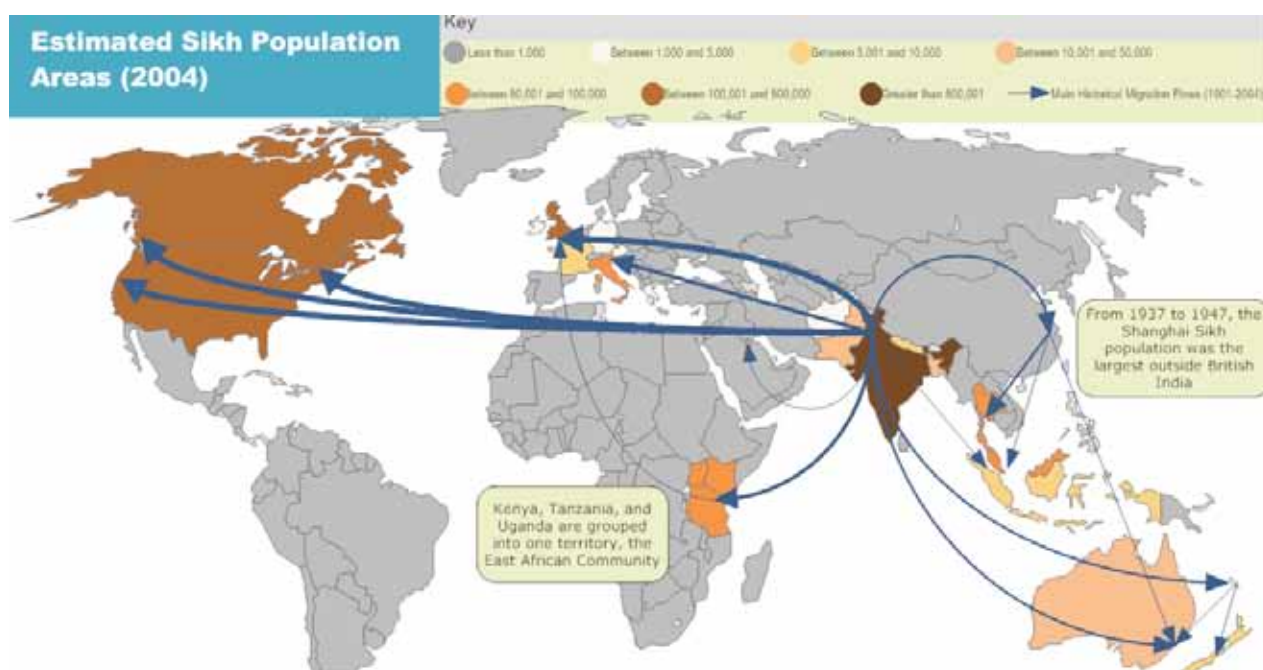 Estimated Sikh Population
Areas (2004)
Key
Less than 1,000
Between 1,000 and 5,000
Between 5,001 and 10,000
Between 10,001 and 50,000
Between 50,001 and 100,000
Between 100,001 and 500,000
Greater than 500,001
Main Historical Migration Flows (1001-2004)
From 1937 to 1947, the
Shanghai Sikh
population was the
largest outside British
India
Kenya, Tanzania, and
Uganda are grouped
into one territory, the
East African Community